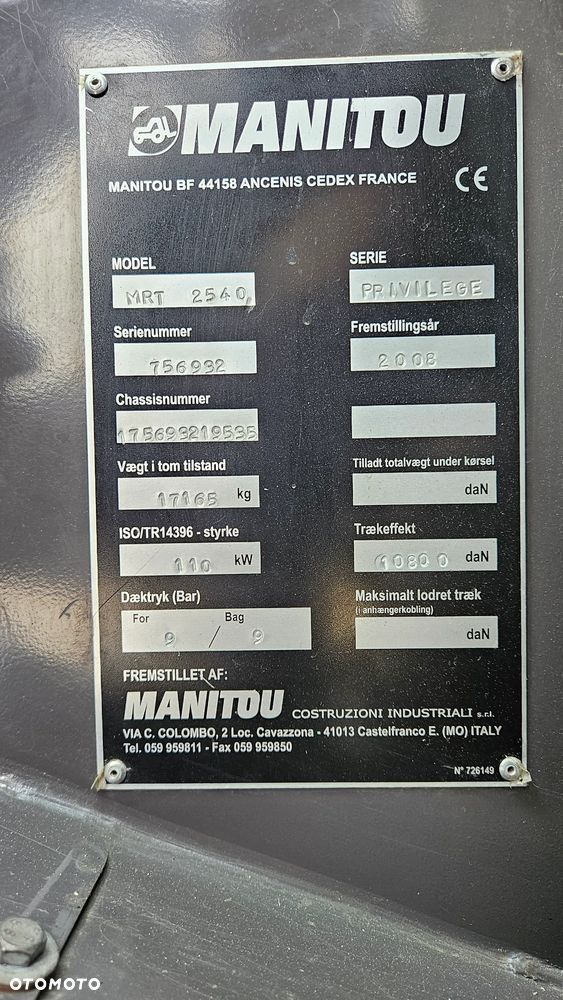 MANITOU
MANITOU BF 44158 ANCENIS CEDEX FRANCE CE
MODEL SERIE
MRT 2540 PRIVILEGE
Serienummer Fremstillingsår
756932 2008
Chassisnummer
175693219535
Vægt i tom tilstand Tilladt totalvægt under kørsel
17165 kg daN
ISO/TR14396 - styrke Trækeffekt
110 kW 10800 daN
Dæktryk (Bar) Maksimalt lodret træk
(i anhængerkobling)
For Bag
9 / 9 daN
FREMSTILLET AF:
MANITOU COSTRUZIONI INDUSTRIALI s.r.l.
VIA C. COLOMBO, 2 Loc. Cavazzona - 41013 Castelfranco E. (MO) ITALY
Tel. 059 959811 - Fax 059 959850
N° 726149
OTOMOTO